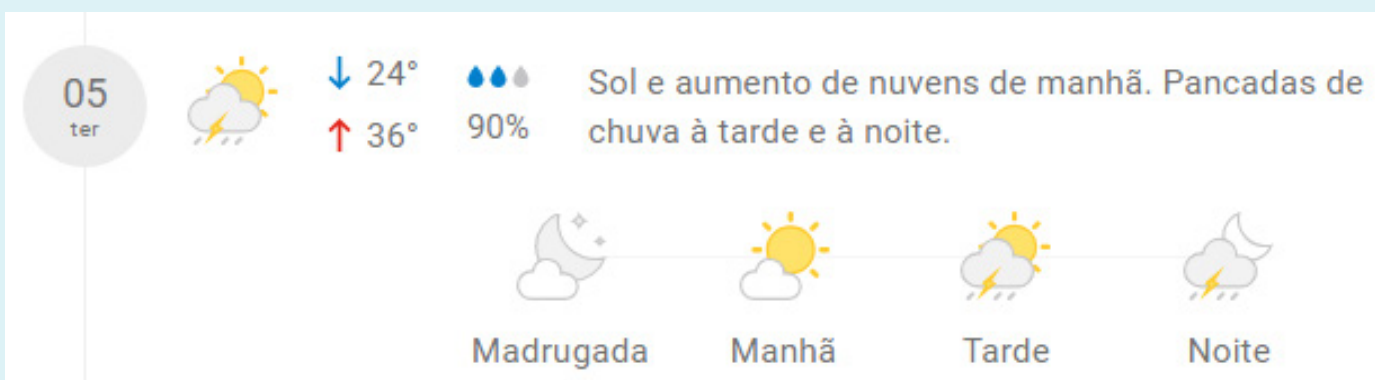 05
ter
↓ 24°
↑ 36°
90%
Sol e aumento de nuvens de manhã. Pancadas de
chuva à tarde e à noite.
Madrugada Manhã Tarde Noite